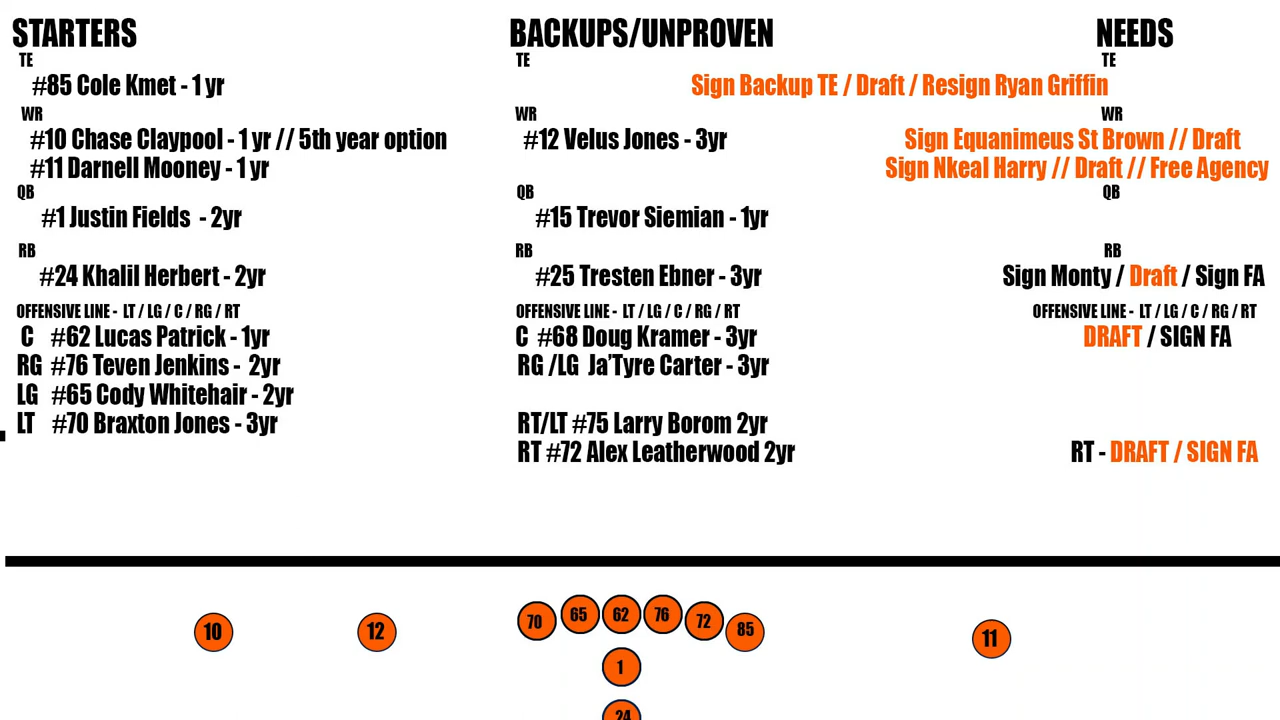 STARTERS
TE
#85 Cole Kmet - 1 yr
WR
#10 Chase Claypool - 1 yr // 5th year option
#11 Darnell Mooney - 1 yr
QB
#1 Justin Fields - 2yr
RB
#24 Khalil Herbert - 2yr
OFFENSIVE LINE - LT / LG / C / RG / RT
C #62 Lucas Patrick - 1yr
RG #76 Teven Jenkins - 2yr
LG #65 Cody Whitehair - 2yr
LT #70 Braxton Jones - 3yr
BACKUPS/UNPROVEN
TE
WR
#12 Velus Jones - 3yr
QB
#15 Trevor Siemian - 1yr
RB
#25 Tresten Ebner - 3yr
OFFENSIVE LINE - LT / LG / C / RG / RT
C #68 Doug Kramer - 3yr
RG /LG Ja'Tyre Carter - 3yr
RT/LT #75 Larry Borom 2yr
RT #72 Alex Leatherwood 2yr
NEEDS
TE
Sign Backup TE / Draft / Resign Ryan Griffin
WR
Sign Equanimeus St Brown // Draft
Sign Nkeal Harry // Draft // Free Agency
QB
RB
Sign Monty / Draft / Sign FA
OFFENSIVE LINE - LT / LG / C / RG / RT
DRAFT / SIGN FA
RT - DRAFT / SIGN FA
10 12 70 65 62 76 72 85 11
1
24